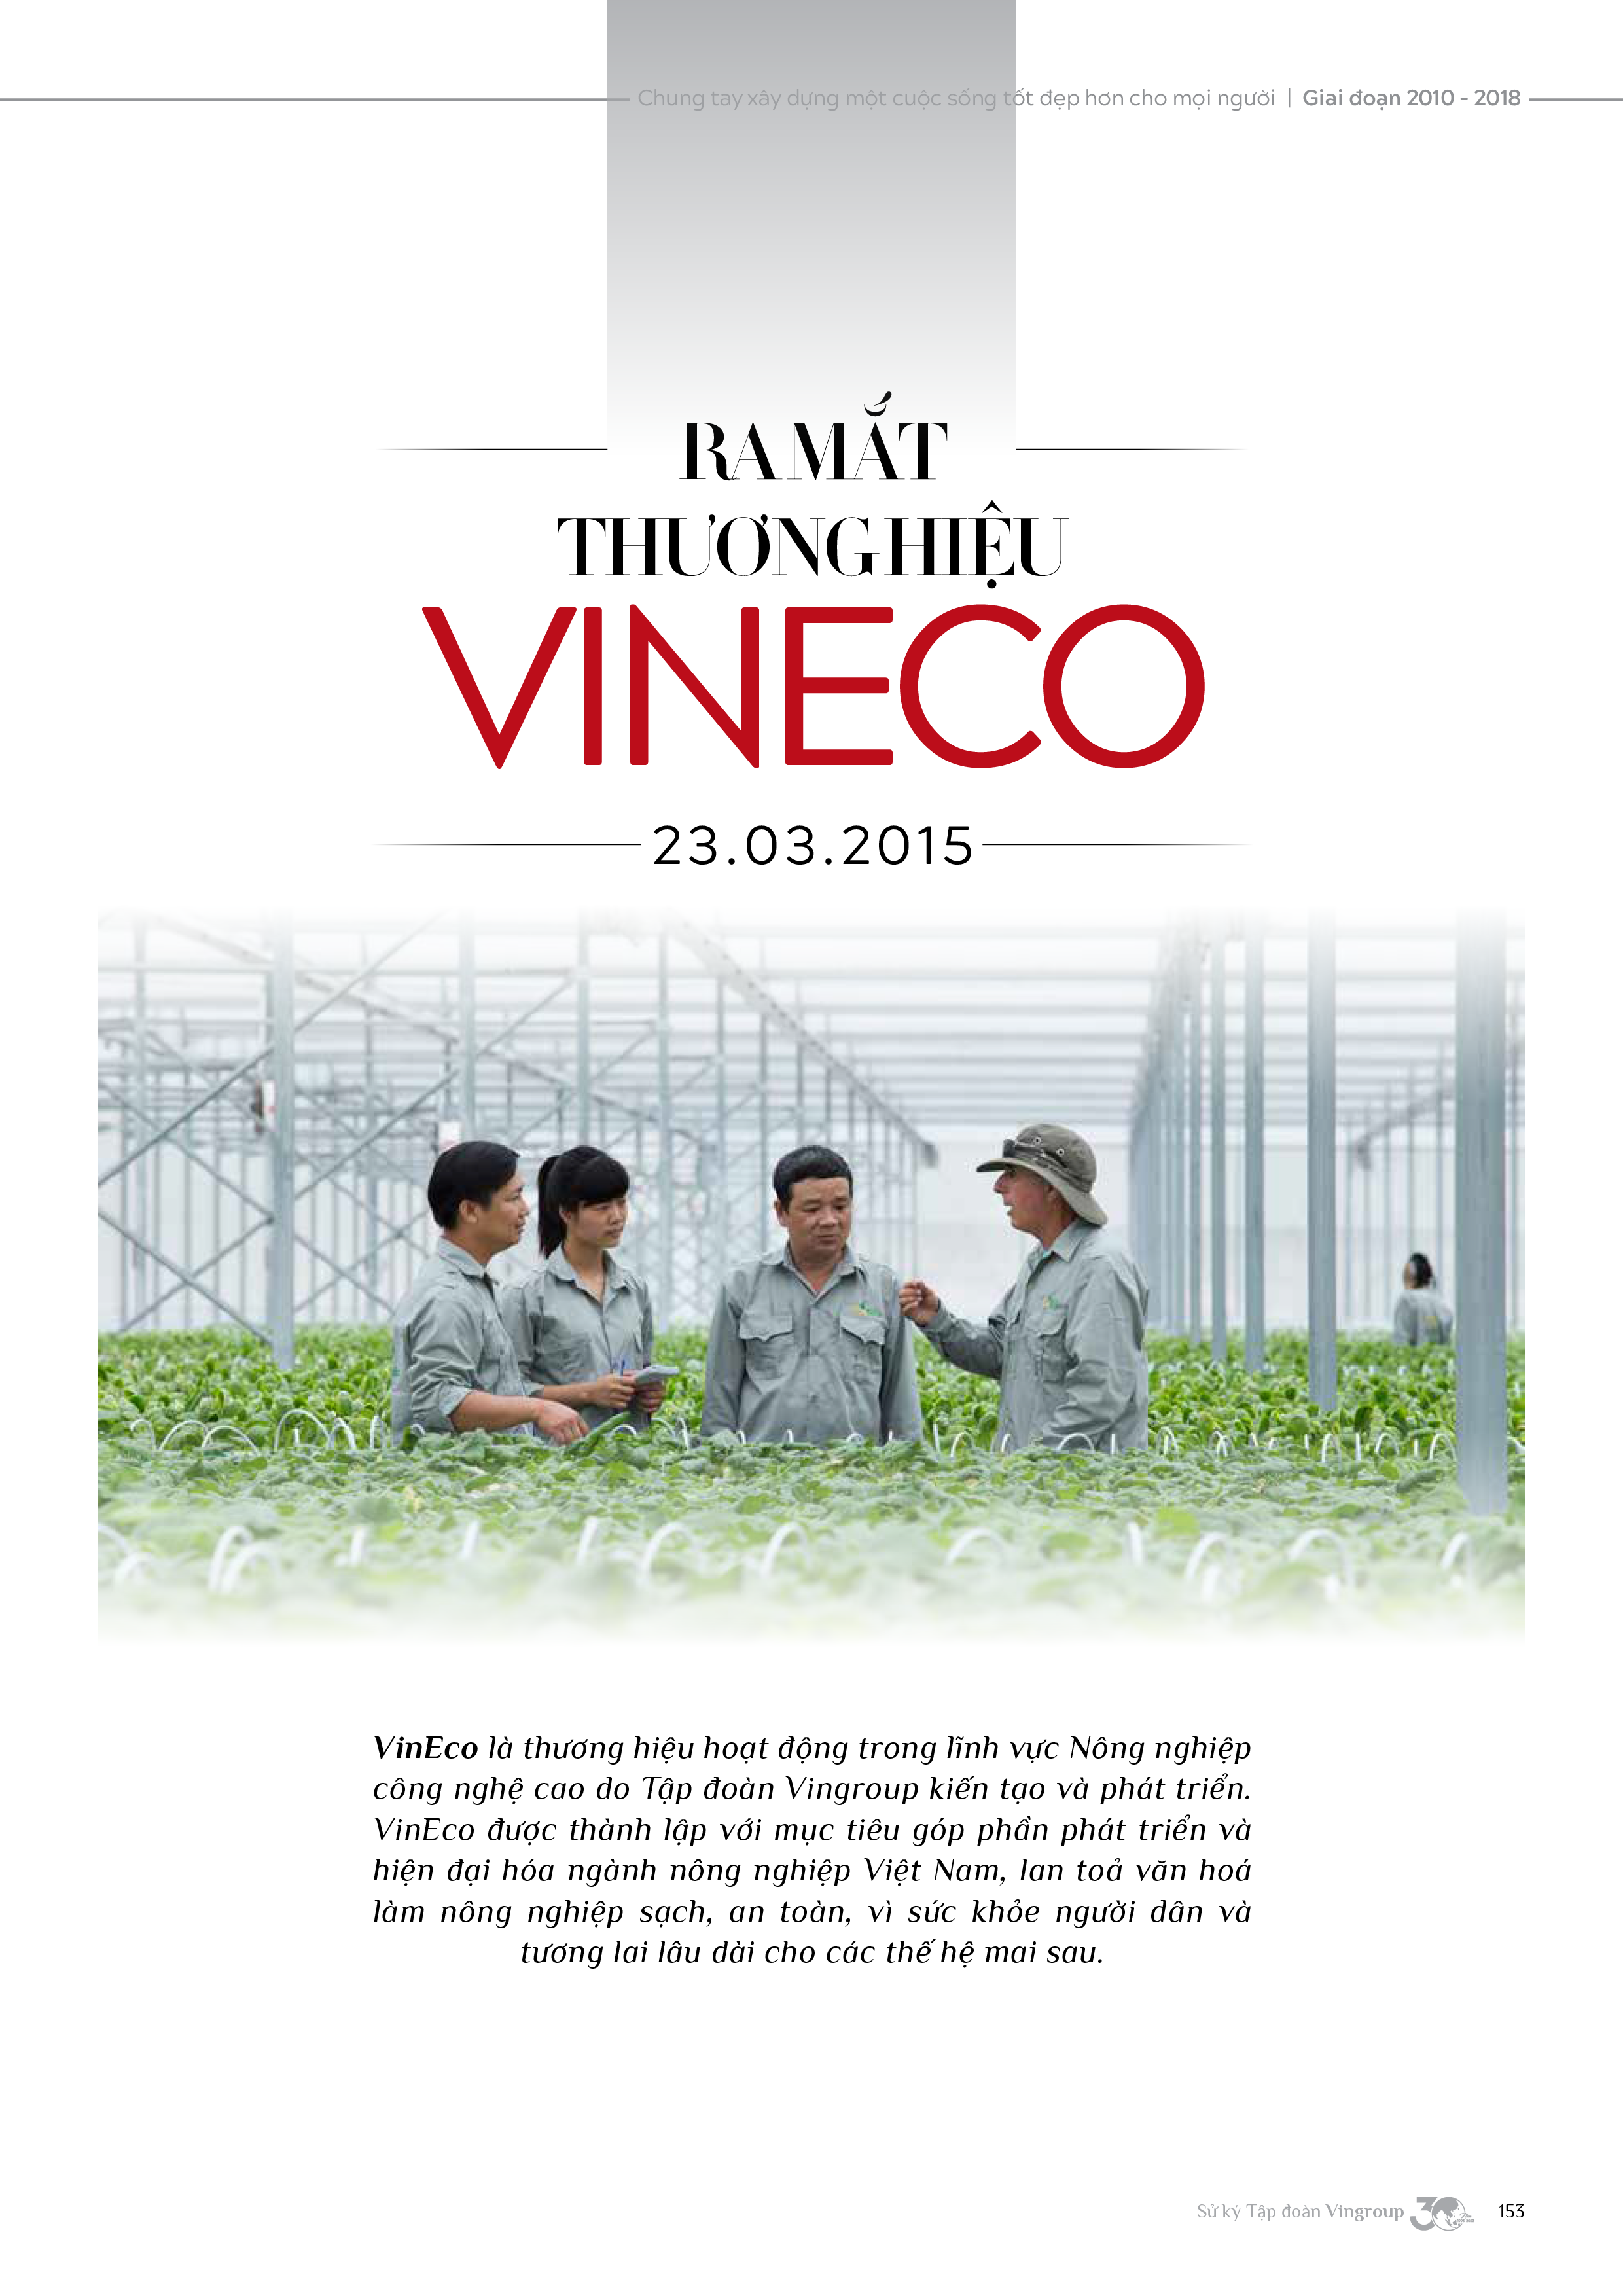 Chung tay xây dựng một cuộc sống tốt đẹp hơn cho mọi người | Giai đoạn 2010 - 2018
RA MẮT
THƯƠNG HIỆU
VINECO
23.03.2015
VinEco là thương hiệu hoạt động trong lĩnh vực Nông nghiệp
công nghệ cao do Tập đoàn Vingroup kiến tạo và phát triển.
VinEco được thành lập với mục tiêu góp phần phát triển và
hiện đại hóa ngành nông nghiệp Việt Nam, lan toả văn hoá
làm nông nghiệp sạch, an toàn, vì sức khỏe người dân và
tương lai lâu dài cho các thế hệ mai sau.
Sử ký Tập đoàn Vingroup 30 153